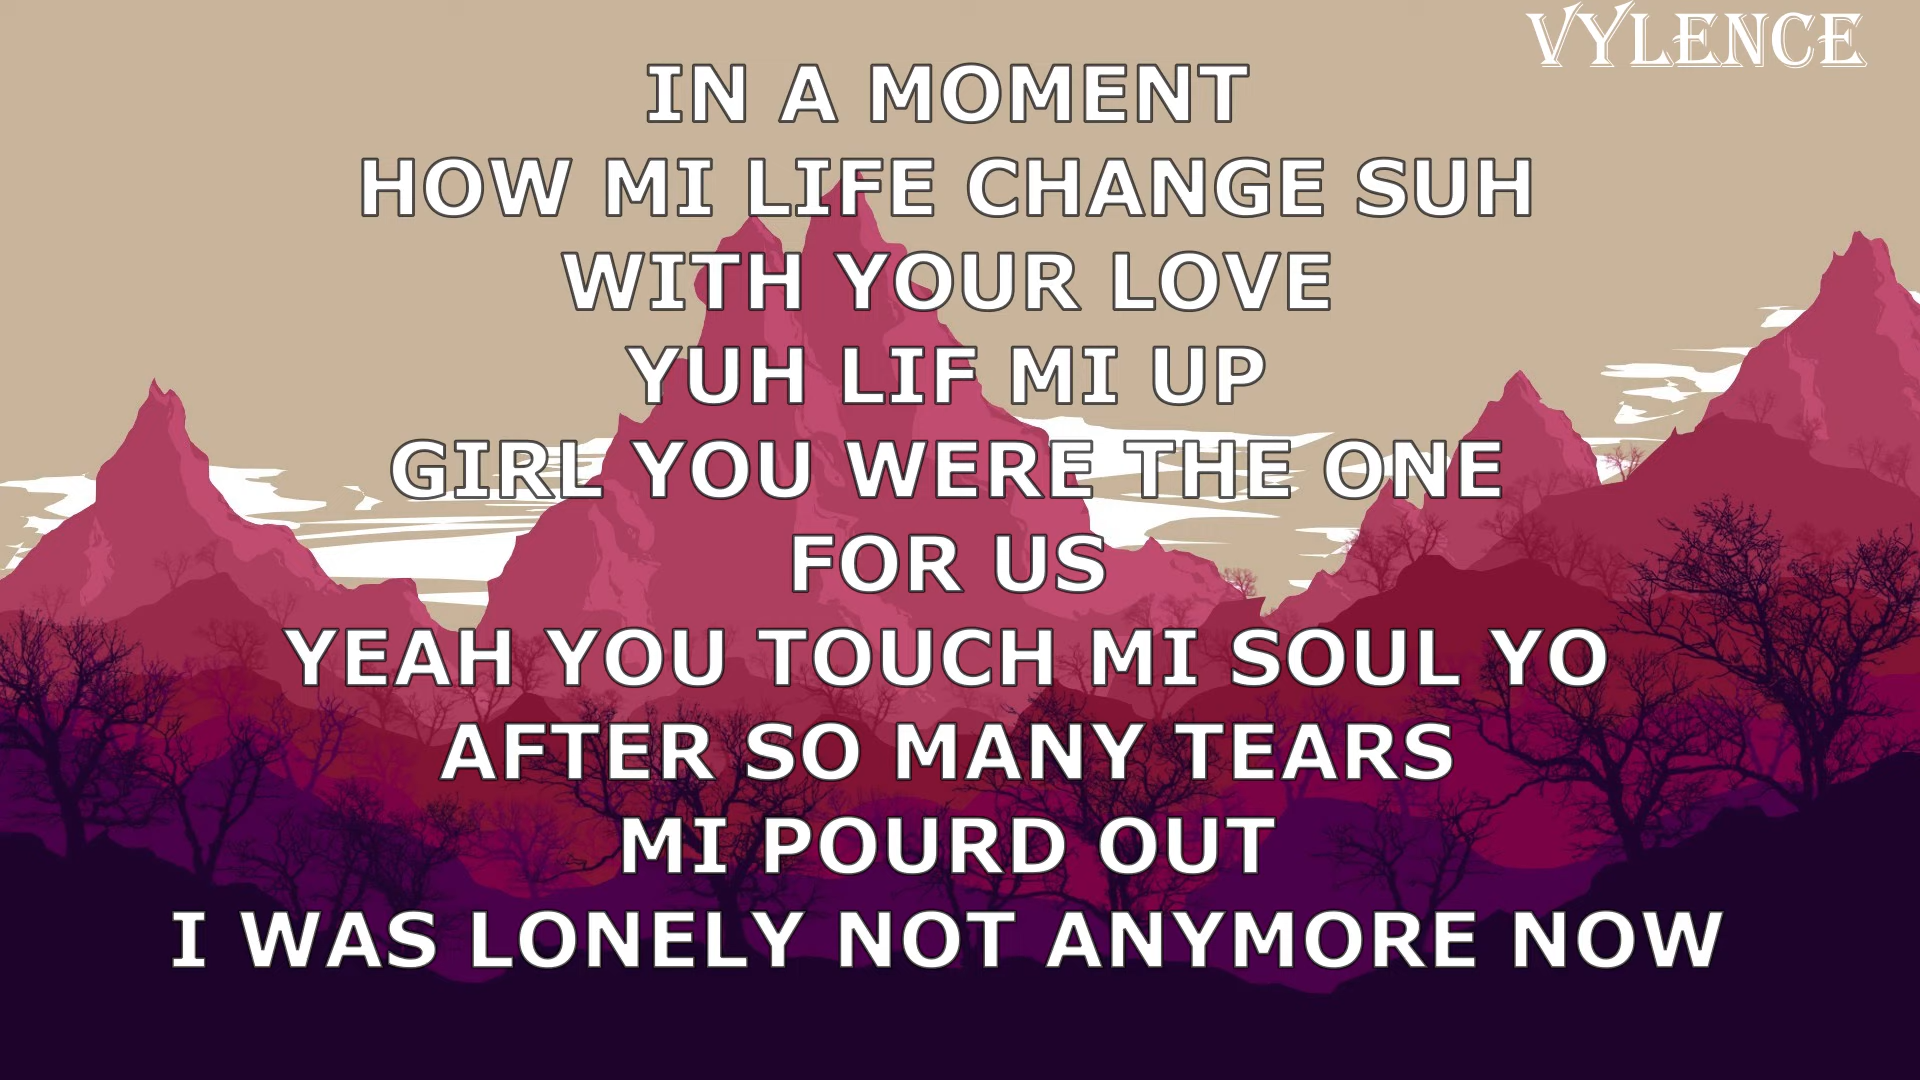 VYLENCE
IN A MOMENT
HOW MI LIFE CHANGE SUH
WITH YOUR LOVE
YUH LIF MI UP
GIRL YOU WERE THE ONE
FOR US
YEAH YOU TOUCH MI SOUL YO
AFTER SO MANY TEARS
MI POURD OUT
I WAS LONELY NOT ANYMORE NOW